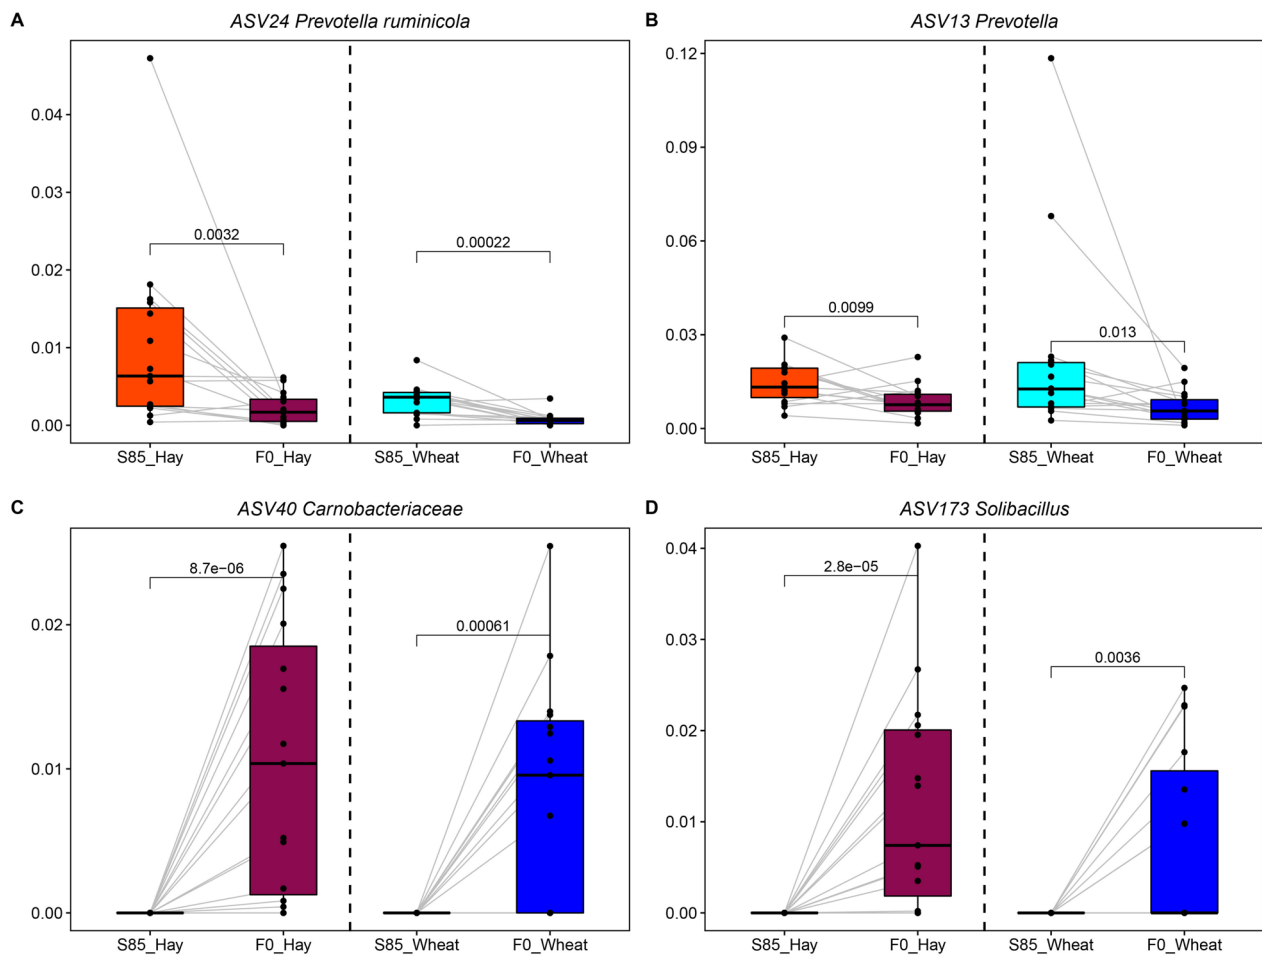 A
ASV24 Prevotella ruminicola
0.04
0.03
0.02
0.01
0.00
0.0032
0.00022
S85_Hay
F0_Hay
S85_Wheat
F0_Wheat
B
ASV13 Prevotella
0.12
0.09
0.06
0.03
0.00
0.0099
0.013
S85_Hay
F0_Hay
S85_Wheat
F0_Wheat
C
ASV40 Carnobacteriaceae
0.02
0.01
0.00
8.7e−06
0.00061
S85_Hay
F0_Hay
S85_Wheat
F0_Wheat
D
ASV173 Solibacillus
0.04
0.03
0.02
0.01
0.00
2.8e−05
0.0036
S85_Hay
F0_Hay
S85_Wheat
F0_Wheat